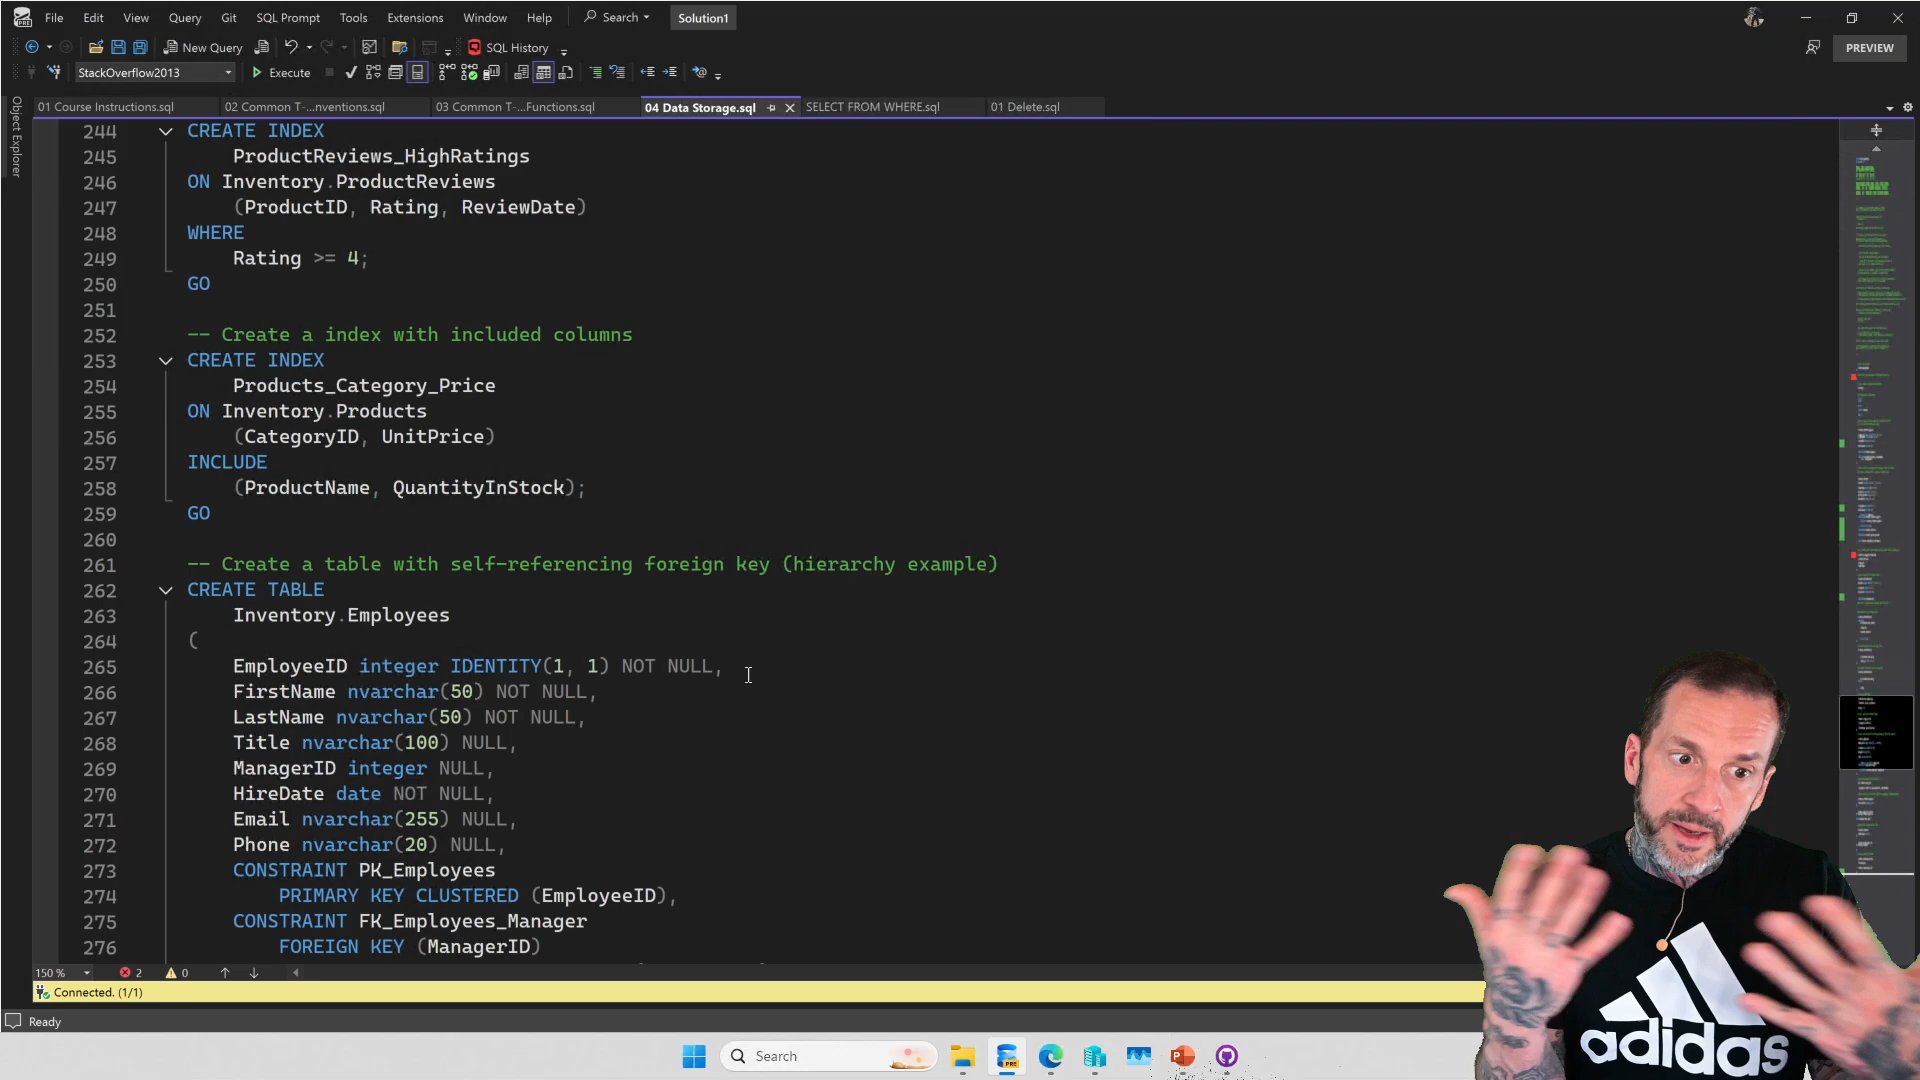 File Edit View Query Git SQL Prompt Tools Extensions Window Help Search Solution1
New Query SQL History PREVIEW
StackOverflow2013 Execute
01 Course Instructions.sql 02 Common T-...nventions.sql 03 Common T-...Functions.sql 04 Data Storage.sql SELECT FROM WHERE.sql 01 Delete.sql
Object Explorer
244 CREATE INDEX
245 ProductReviews_HighRatings
246 ON Inventory.ProductReviews
247 (ProductID, Rating, ReviewDate)
248 WHERE
249 Rating >= 4;
250 GO
251
252 -- Create a index with included columns
253 CREATE INDEX
254 Products_Category_Price
255 ON Inventory.Products
256 (CategoryID, UnitPrice)
257 INCLUDE
258 (ProductName, QuantityInStock);
259 GO
260
261 -- Create a table with self-referencing foreign key (hierarchy example)
262 CREATE TABLE
263 Inventory.Employees
264 (
265 EmployeeID integer IDENTITY(1, 1) NOT NULL,
266 FirstName nvarchar(50) NOT NULL,
267 LastName nvarchar(50) NOT NULL,
268 Title nvarchar(100) NULL,
269 ManagerID integer NULL,
270 HireDate date NOT NULL,
271 Email nvarchar(255) NULL,
272 Phone nvarchar(20) NULL,
273 CONSTRAINT PK_Employees
274 PRIMARY KEY CLUSTERED (EmployeeID),
275 CONSTRAINT FK_Employees_Manager
276 FOREIGN KEY (ManagerID)
150 % 2 0
Connected. (1/1)
Ready
Search
PRE
adidas